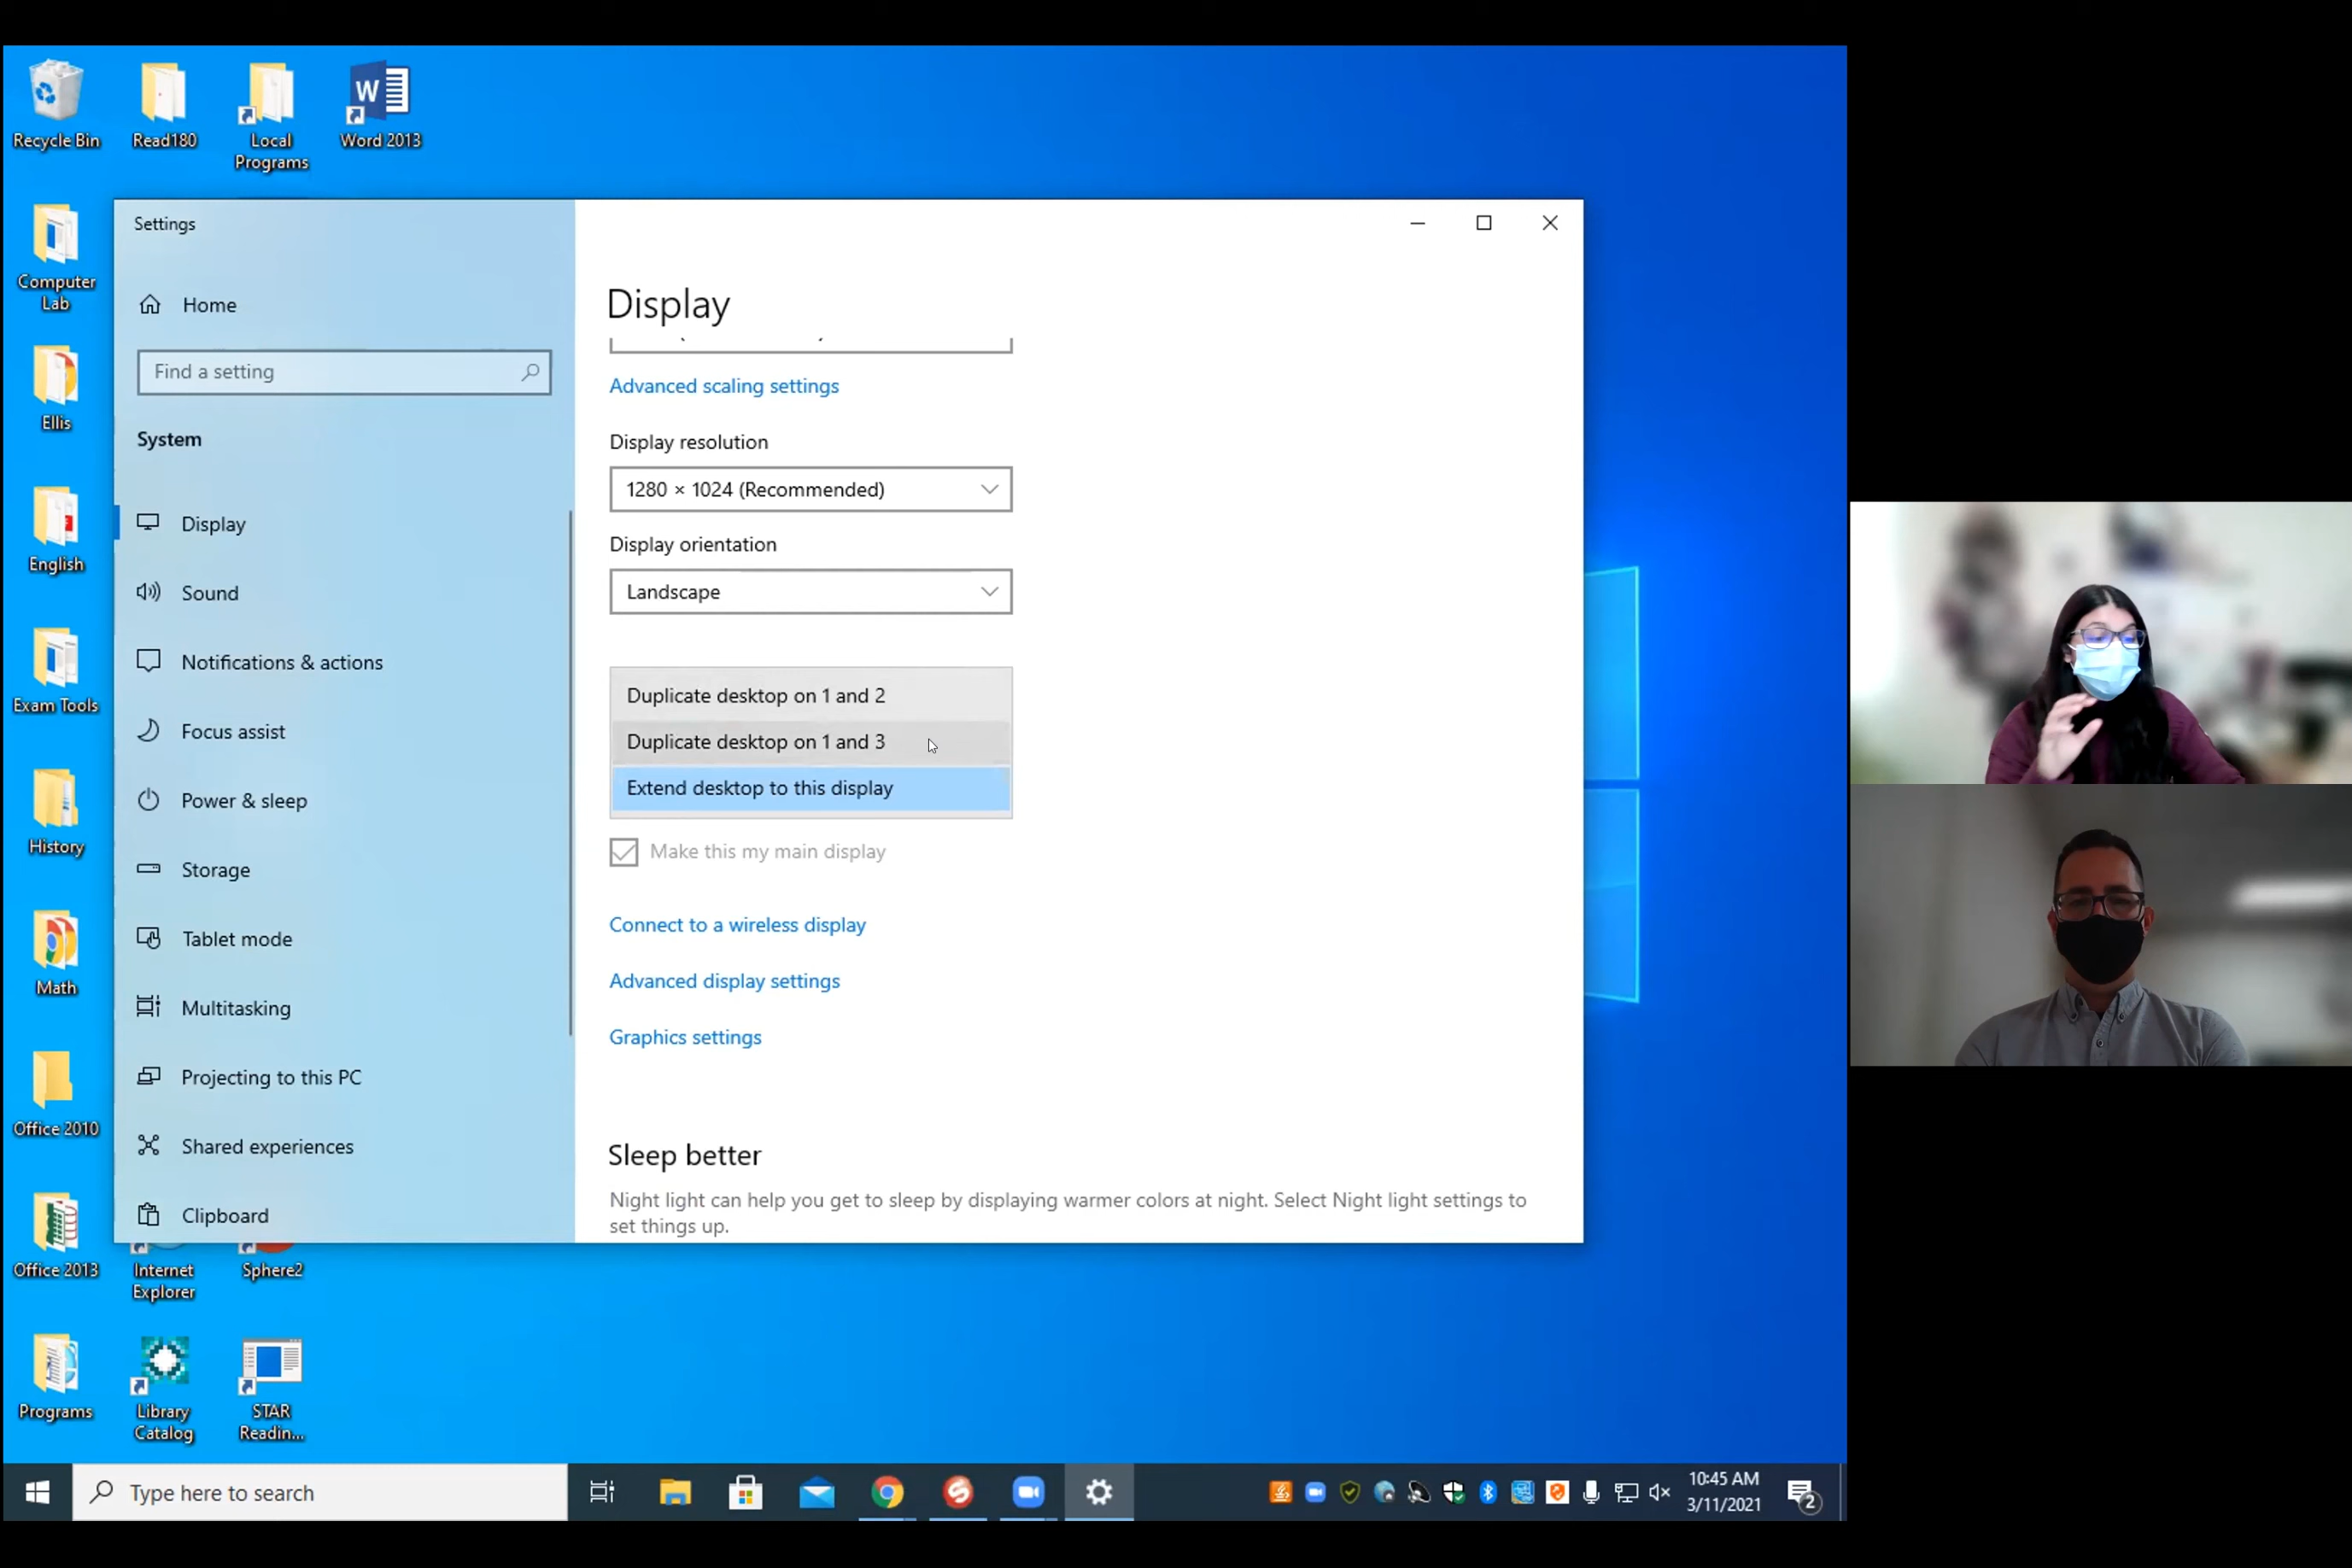 Recycle Bin
Read180
Local
Programs
Word 2013
Computer
Lab
Ellis
English
Exam Tools
History
Math
Office 2010
Office 2013
Programs
Internet
Explorer
Sphere2
Library
Catalog
STAR
Readin...
Settings
Home
Find a setting
System
Display
Sound
Notifications & actions
Focus assist
Power & sleep
Storage
Tablet mode
Multitasking
Projecting to this PC
Shared experiences
Clipboard
Display
Advanced scaling settings
Display resolution
1280 × 1024 (Recommended)
Display orientation
Landscape
Duplicate desktop on 1 and 2
Duplicate desktop on 1 and 3
Extend desktop to this display
Make this my main display
Connect to a wireless display
Advanced display settings
Graphics settings
Sleep better
Night light can help you get to sleep by displaying warmer colors at night. Select Night light settings to
set things up.
Type here to search
10:45 AM
3/11/2021
2